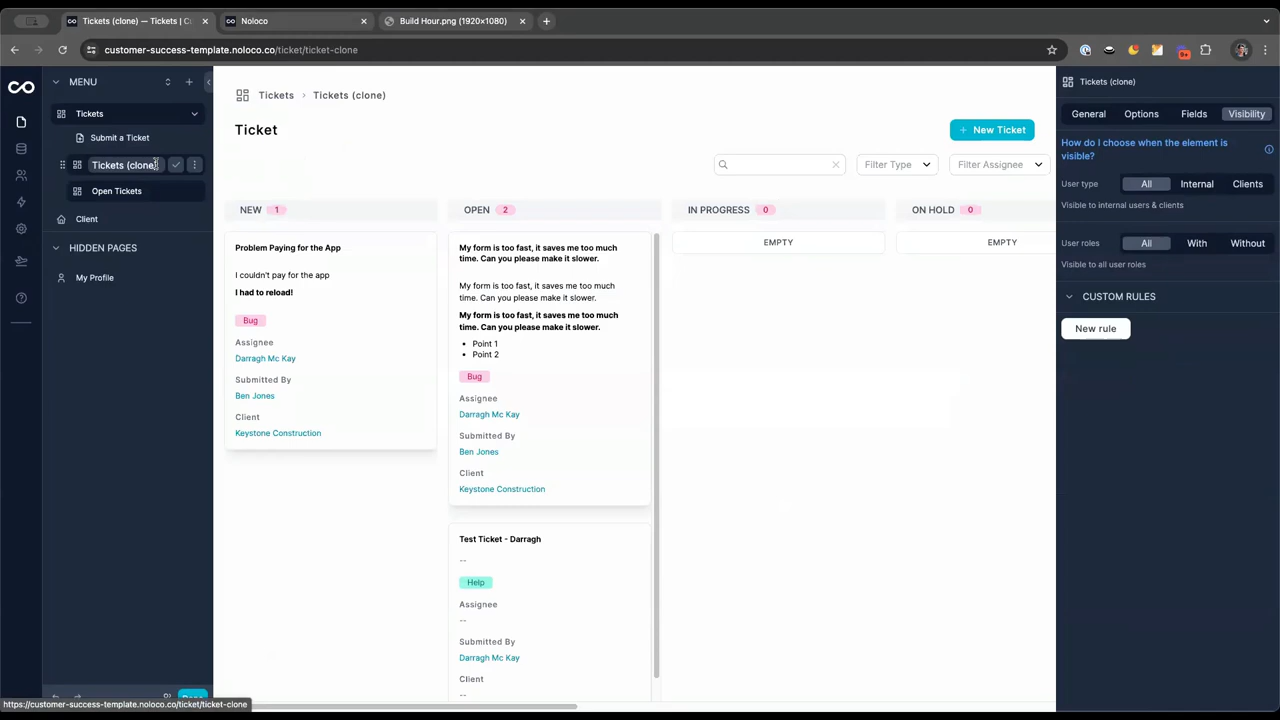 Tickets (clone) — Tickets | C
Noloco
Build Hour.png (1920×1080)
customer-success-template.noloco.co/ticket/ticket-clone
9+
MENU
Tickets
Submit a Ticket
Tickets (clone)
Open Tickets
Client
HIDDEN PAGES
My Profile
Tickets › Tickets (clone)
Ticket
New Ticket
Filter Type
Filter Assignee
NEW 1
Problem Paying for the App
I couldn't pay for the app
I had to reload!
Bug
Assignee
Darragh Mc Kay
Submitted By
Ben Jones
Client
Keystone Construction
OPEN 2
My form is too fast, it saves me too much
time. Can you please make it slower.
My form is too fast, it saves me too much
time. Can you please make it slower.
My form is too fast, it saves me too much
time. Can you please make it slower.
• Point 1
• Point 2
Bug
Assignee
Darragh Mc Kay
Submitted By
Ben Jones
Client
Keystone Construction
Test Ticket - Darragh
--
Help
Assignee
--
Submitted By
Darragh Mc Kay
Client
--
IN PROGRESS 0
EMPTY
ON HOLD 0
EMPTY
Tickets (clone)
General
Options
Fields
Visibility
How do I choose when the element is
visible?
User type
All
Internal
Clients
Visible to internal users & clients
User roles
All
With
Without
Visible to all user roles
CUSTOM RULES
New rule
https://customer-success-template.noloco.co/ticket/ticket-clone